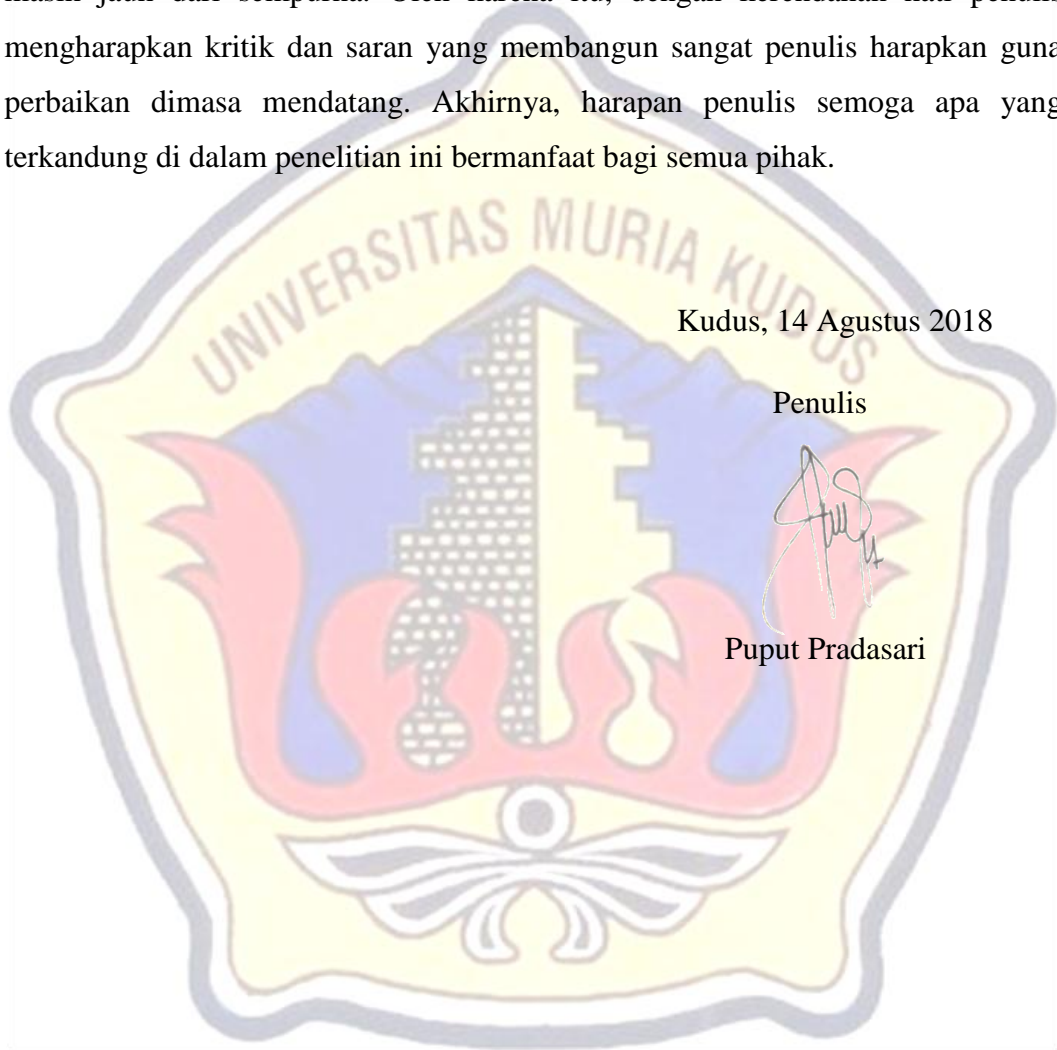 masih jauh dari sempurna. Oleh karena itu, dengan kerendahan hati penulis
mengharapkan kritik dan saran yang membangun sangat penulis harapkan guna
perbaikan dimasa mendatang. Akhirnya, harapan penulis semoga apa yang
terkandung di dalam penelitian ini bermanfaat bagi semua pihak.
UNIVERSITAS MURIA KUDUS
Kudus, 14 Agustus 2018
Penulis
Puput Pradasari